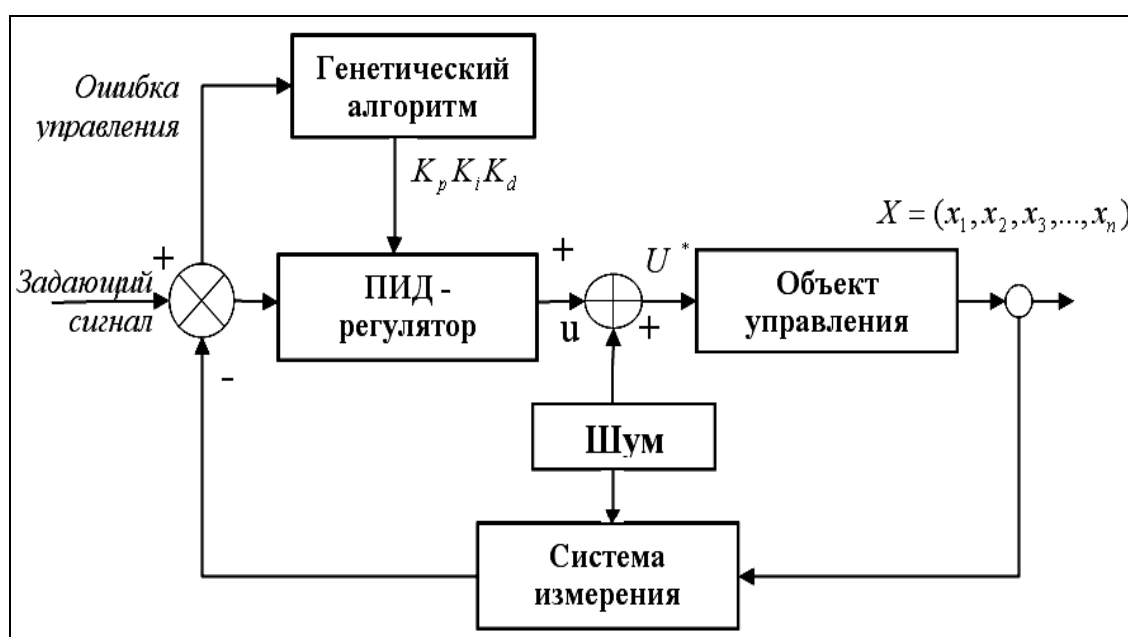 Генетический
алгоритм
Ошибка
управления
K_p K_i K_d
X = (x_1, x_2, x_3, ..., x_n)
+
Задающий
сигнал
-
ПИД -
регулятор
+
u
U^*
+
Объект
управления
Шум
Система
измерения